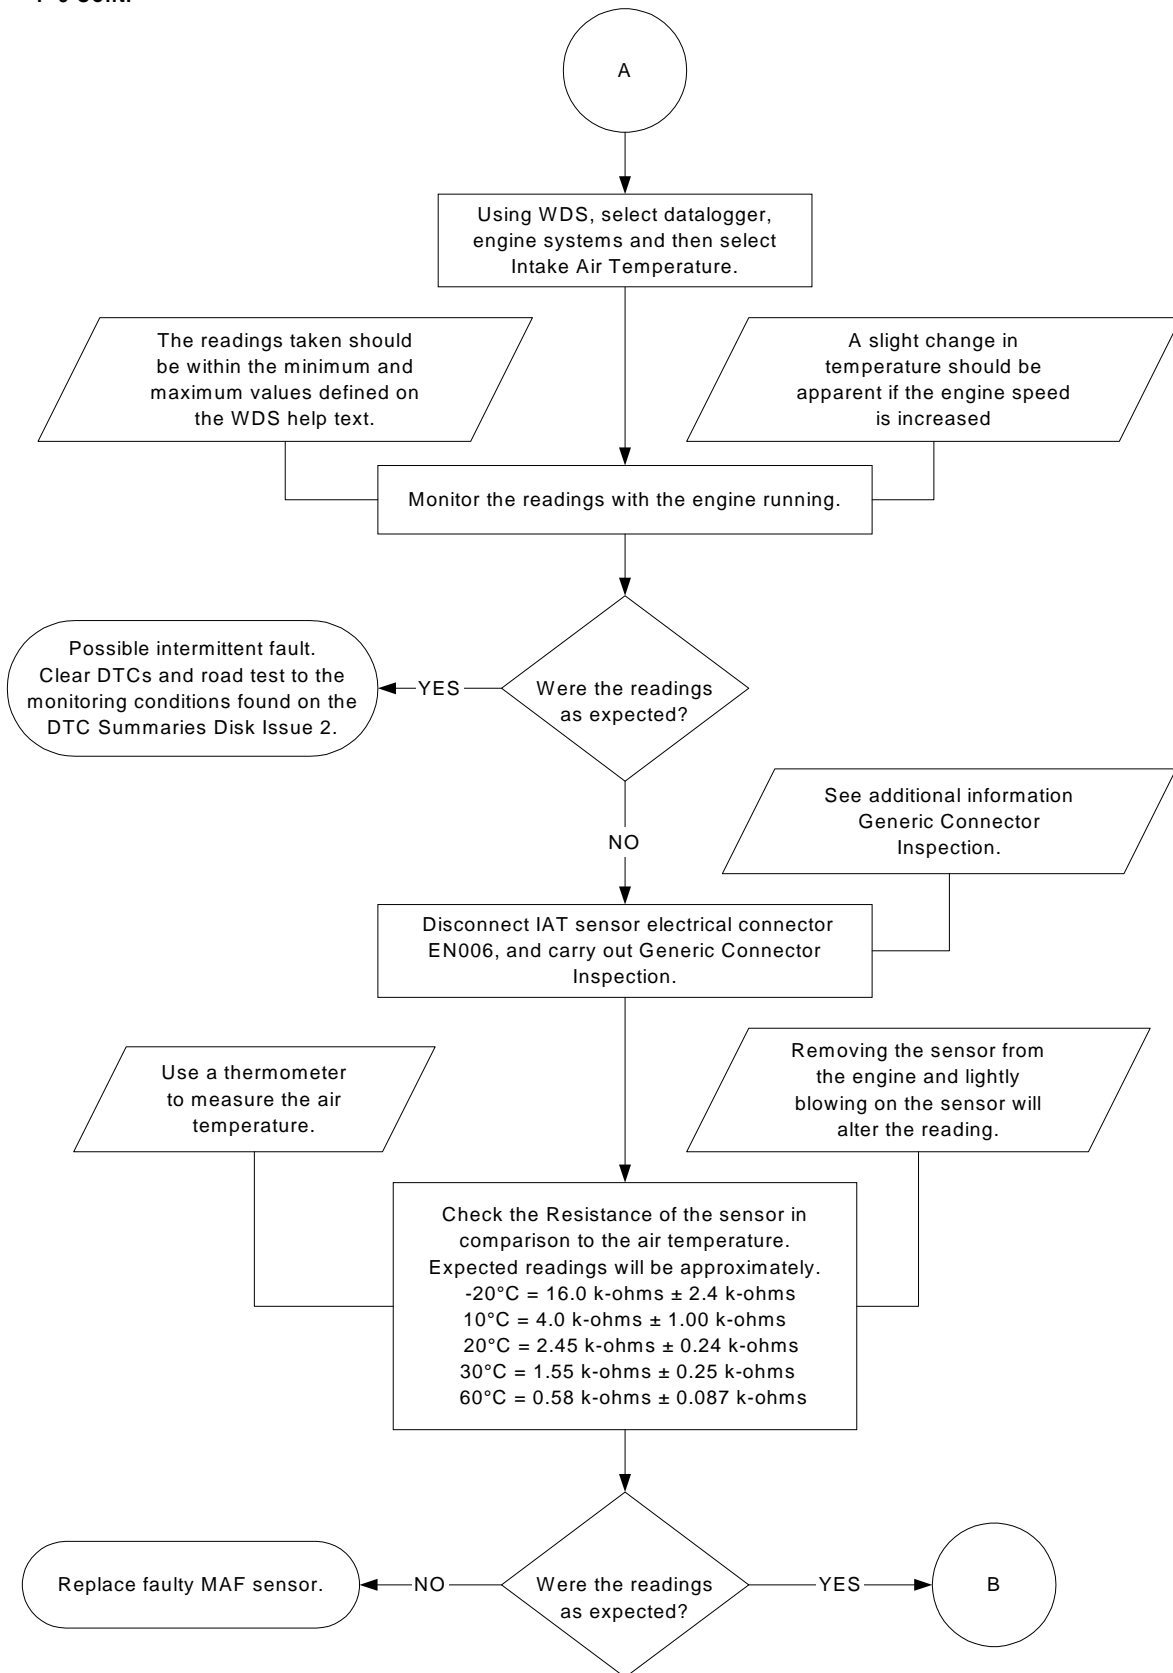 A
Using WDS, select datalogger,
engine systems and then select
Intake Air Temperature.
The readings taken should
be within the minimum and
maximum values defined on
the WDS help text.
A slight change in
temperature should be
apparent if the engine speed
is increased
Monitor the readings with the engine running.
Possible intermittent fault.
Clear DTCs and road test to the
monitoring conditions found on the
DTC Summaries Disk Issue 2.
YES
Were the readings
as expected?
NO
See additional information
Generic Connector
Inspection.
Disconnect IAT sensor electrical connector
EN006, and carry out Generic Connector
Inspection.
Use a thermometer
to measure the air
temperature.
Removing the sensor from
the engine and lightly
blowing on the sensor will
alter the reading.
Check the Resistance of the sensor in
comparison to the air temperature.
Expected readings will be approximately.
-20°C = 16.0 k-ohms ± 2.4 k-ohms
10°C = 4.0 k-ohms ± 1.00 k-ohms
20°C = 2.45 k-ohms ± 0.24 k-ohms
30°C = 1.55 k-ohms ± 0.25 k-ohms
60°C = 0.58 k-ohms ± 0.087 k-ohms
Replace faulty MAF sensor.
NO
Were the readings
as expected?
YES
B